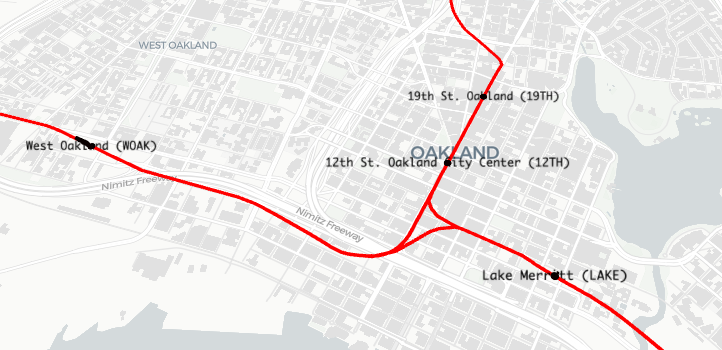 WEST OAKLAND
19th St. Oakland (19TH)
West Oakland (WOAK)
OAKLAND
12th St. Oakland City Center (12TH)
Nimitz Freeway
Nimitz Freeway
Lake Merritt (LAKE)